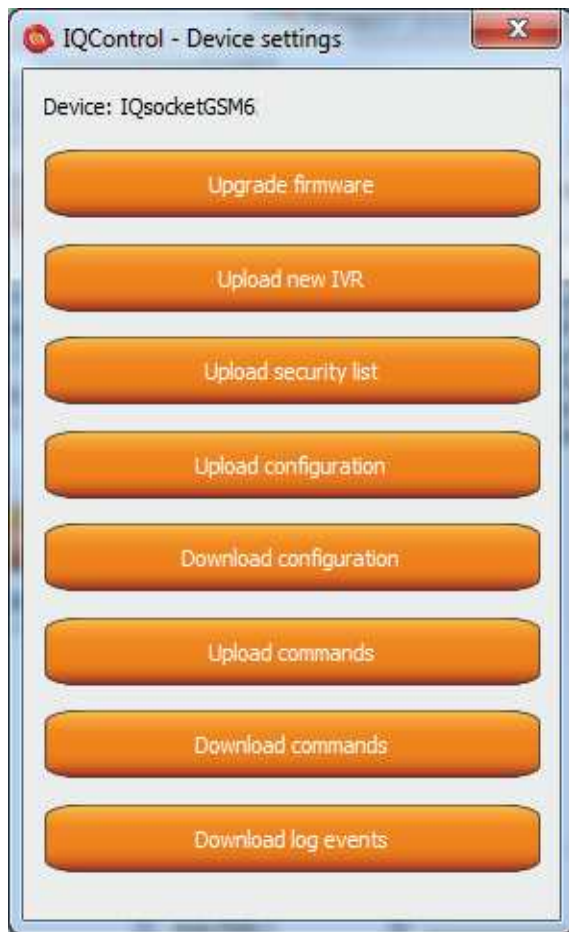 IQControl - Device settings
Device: IQsocketGSM6
Upgrade firmware
Upload new IVR
Upload security list
Upload configuration
Download configuration
Upload commands
Download commands
Download log events